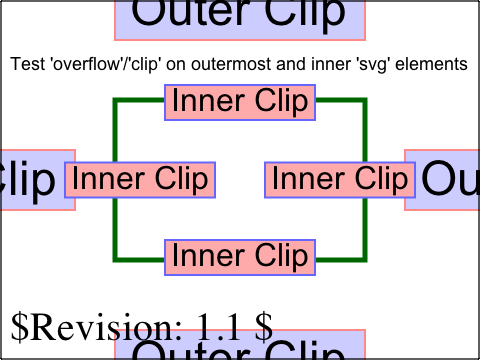 Outer Clip
Test 'overflow'/'clip' on outermost and inner 'svg' elements
Inner Clip
Clip
Inner Clip
Inner Clip
Ou
Inner Clip
$Revision: 1.1 $
Outer Clip